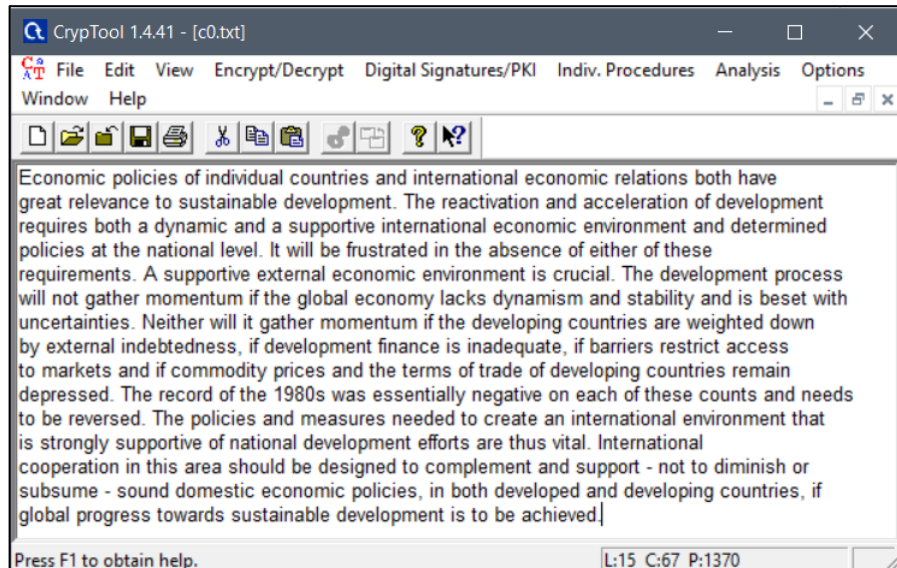 CrypTool 1.4.41 - [c0.txt]
File Edit View Encrypt/Decrypt Digital Signatures/PKI Indiv. Procedures Analysis Options
Window Help
Economic policies of individual countries and international economic relations both have
great relevance to sustainable development. The reactivation and acceleration of development
requires both a dynamic and a supportive international economic environment and determined
policies at the national level. It will be frustrated in the absence of either of these
requirements. A supportive external economic environment is crucial. The development process
will not gather momentum if the global economy lacks dynamism and stability and is beset with
uncertainties. Neither will it gather momentum if the developing countries are weighted down
by external indebtedness, if development finance is inadequate, if barriers restrict access
to markets and if commodity prices and the terms of trade of developing countries remain
depressed. The record of the 1980s was essentially negative on each of these counts and needs
to be reversed. The policies and measures needed to create an international environment that
is strongly supportive of national development efforts are thus vital. International
cooperation in this area should be designed to complement and support - not to diminish or
subsume - sound domestic economic policies, in both developed and developing countries, if
global progress towards sustainable development is to be achieved.
Press F1 to obtain help. L:15 C:67 P:1370